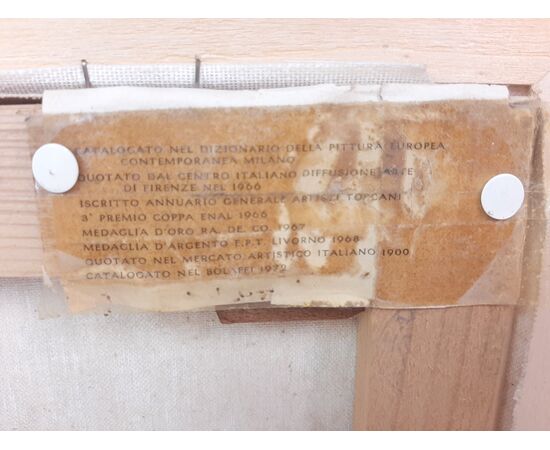 CATALOGATO NEL DIZIONARIO DELLA PITTURA EUROPEA
CONTEMPORANEA MILANO
QUOTATO DAL CENTRO ITALIANO DIFFUSIONE ARTE
DI FIRENZE NEL 1966
ISCRITTO ANNUARIO GENERALE ARTISTI TOSCANI
3° PREMIO COPPA ENAL 1966
MEDAGLIA D'ORO RA. DE. CO. 1967
MEDAGLIA D'ARGENTO E.P.T. LIVORNO 1968
QUOTATO NEL MERCATO ARTISTICO ITALIANO 1900
CATALOGATO NEL BOLAFFI